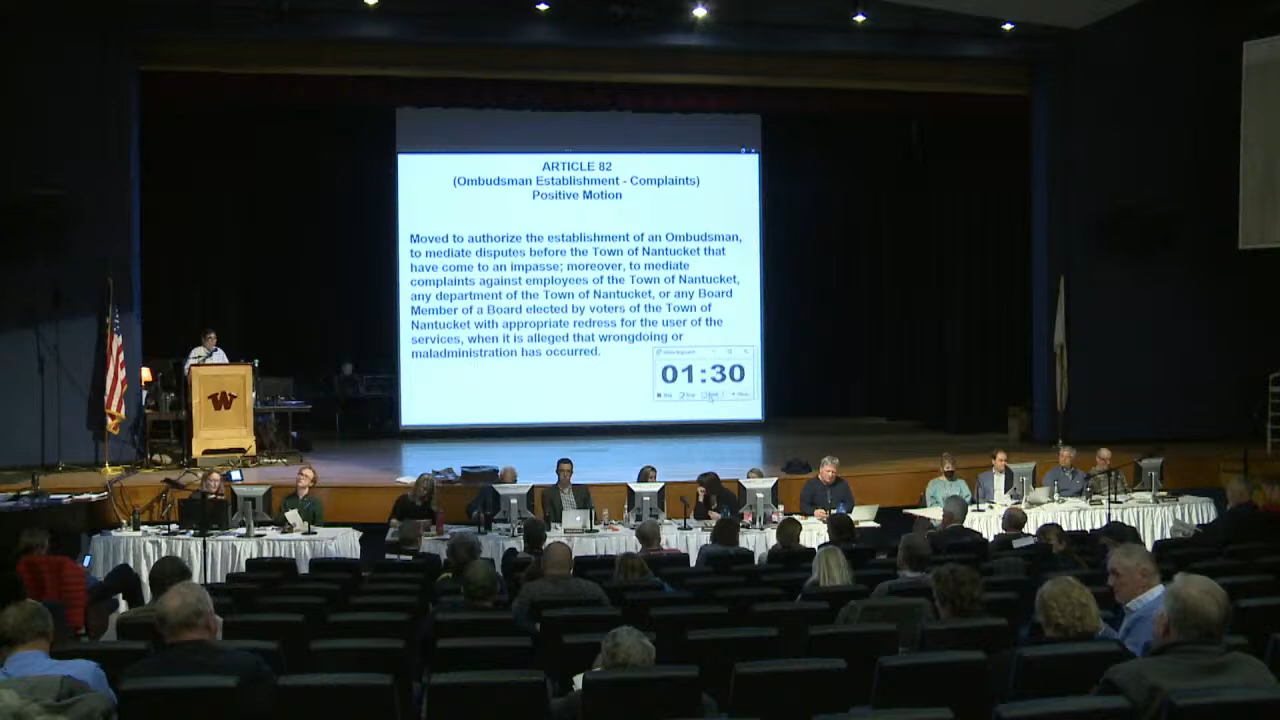 ARTICLE 82
(Ombudsman Establishment - Complaints)
Positive Motion
Moved to authorize the establishment of an Ombudsman,
to mediate disputes before the Town of Nantucket that
have come to an impasse; moreover, to mediate
complaints against employees of the Town of Nantucket,
any department of the Town of Nantucket, or any Board
Member of a Board elected by voters of the Town of
Nantucket with appropriate redress for the user of the
services, when it is alleged that wrongdoing or
maladministration has occurred.
01:30
W